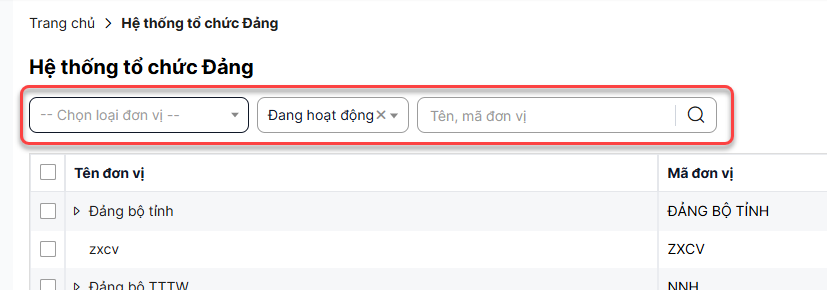 Trang chủ > Hệ thống tổ chức Đảng
Hệ thống tổ chức Đảng
-- Chọn loại đơn vị -- Đang hoạt động× Tên, mã đơn vị
Tên đơn vị Mã đơn vị
Đảng bộ tỉnh ĐẢNG BỘ TỈNH
zxcv ZXCV
Đảng bộ TTTW NNH